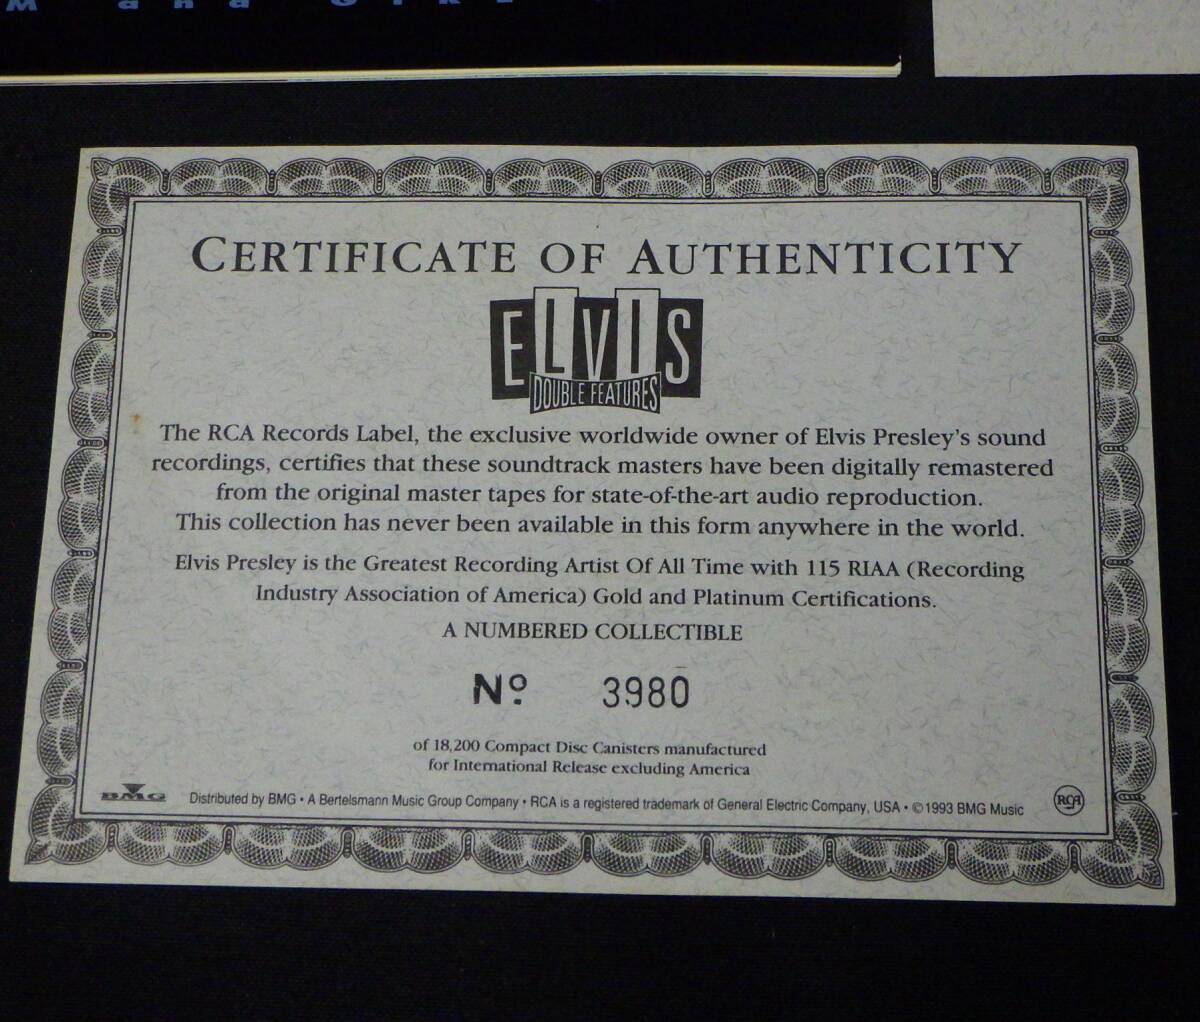 M and GIRL
CERTIFICATE OF AUTHENTICITY
ELVIS
DOUBLE FEATURES
The RCA Records Label, the exclusive worldwide owner of Elvis Presley's sound
recordings, certifies that these soundtrack masters have been digitally remastered
from the original master tapes for state-of-the-art audio reproduction.
This collection has never been available in this form anywhere in the world.
Elvis Presley is the Greatest Recording Artist Of All Time with 115 RIAA (Recording
Industry Association of America) Gold and Platinum Certifications.
A NUMBERED COLLECTIBLE
Nº 3980
of 18,200 Compact Disc Canisters manufactured
for International Release excluding America
BMG Distributed by BMG • A Bertelsmann Music Group Company • RCA is a registered trademark of General Electric Company, USA • ©1993 BMG Music RCA